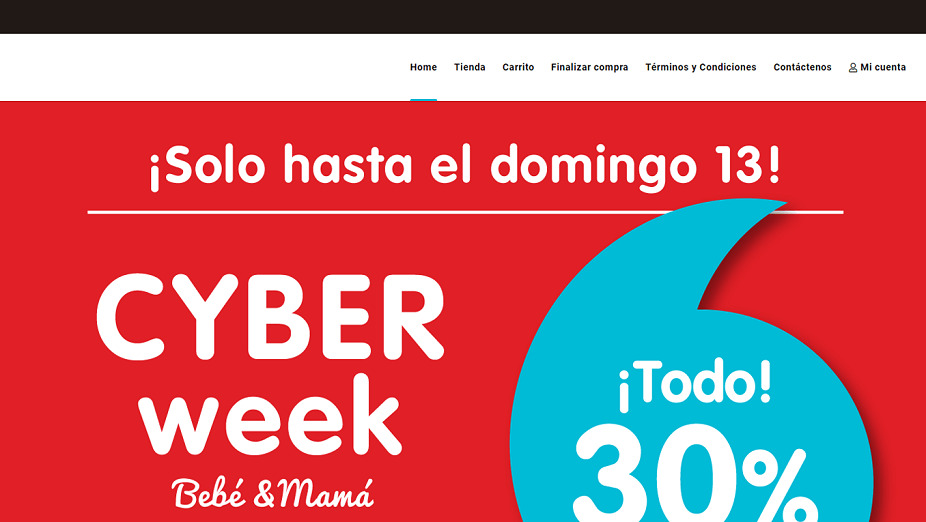 Home Tienda Carrito Finalizar compra Términos y Condiciones Contáctenos Mi cuenta
¡Solo hasta el domingo 13!
CYBER
week
Bebé & Mamá
¡Todo!
30%